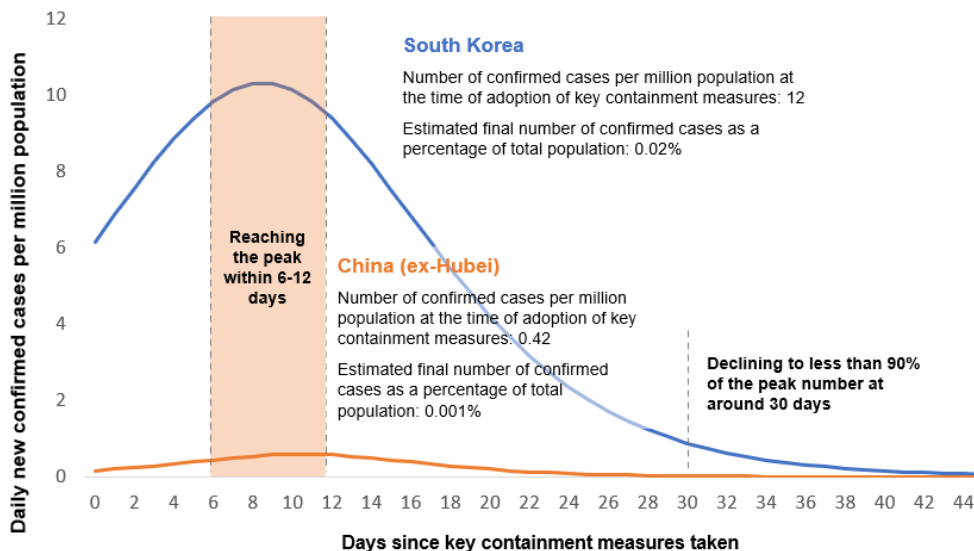 Daily new confirmed cases per million population
12
10
8
6
4
2
0
South Korea
Number of confirmed cases per million population at
the time of adoption of key containment measures: 12
Estimated final number of confirmed cases as a
percentage of total population: 0.02%
Reaching
the peak
within 6-12
days
China (ex-Hubei)
Number of confirmed cases per million
population at the time of adoption of key
containment measures: 0.42
Estimated final number of confirmed
cases as a percentage of total
population: 0.001%
Declining to less than 90%
of the peak number at
around 30 days
0 2 4 6 8 10 12 14 16 18 20 22 24 26 28 30 32 34 36 38 40 42 44
Days since key containment measures taken